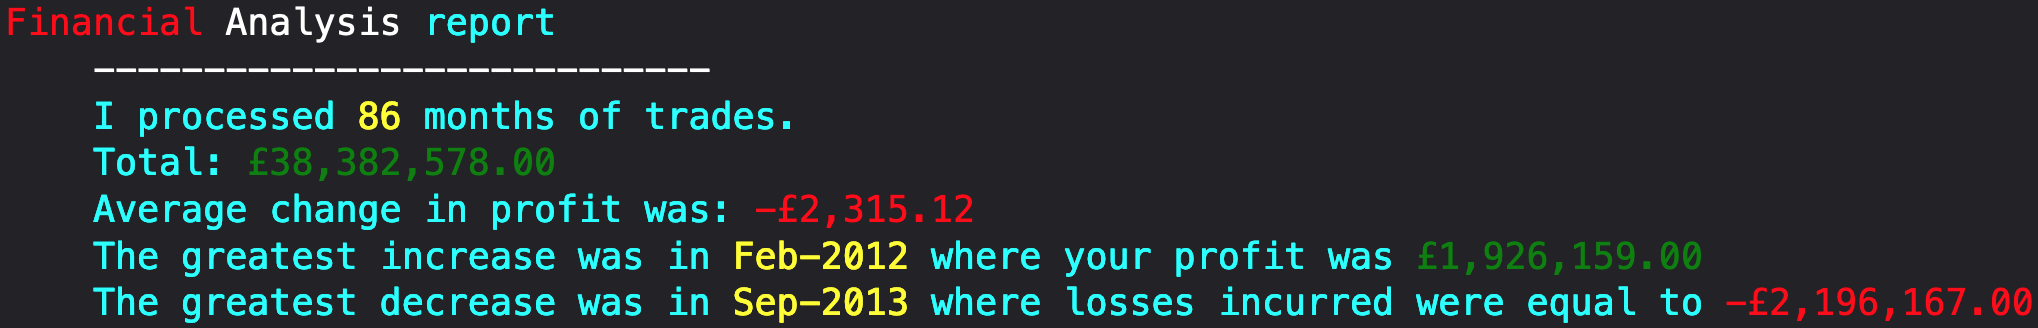 Financial Analysis report
----------------------------
I processed 86 months of trades.
Total: £38,382,578.00
Average change in profit was: -£2,315.12
The greatest increase was in Feb-2012 where your profit was £1,926,159.00
The greatest decrease was in Sep-2013 where losses incurred were equal to -£2,196,167.00